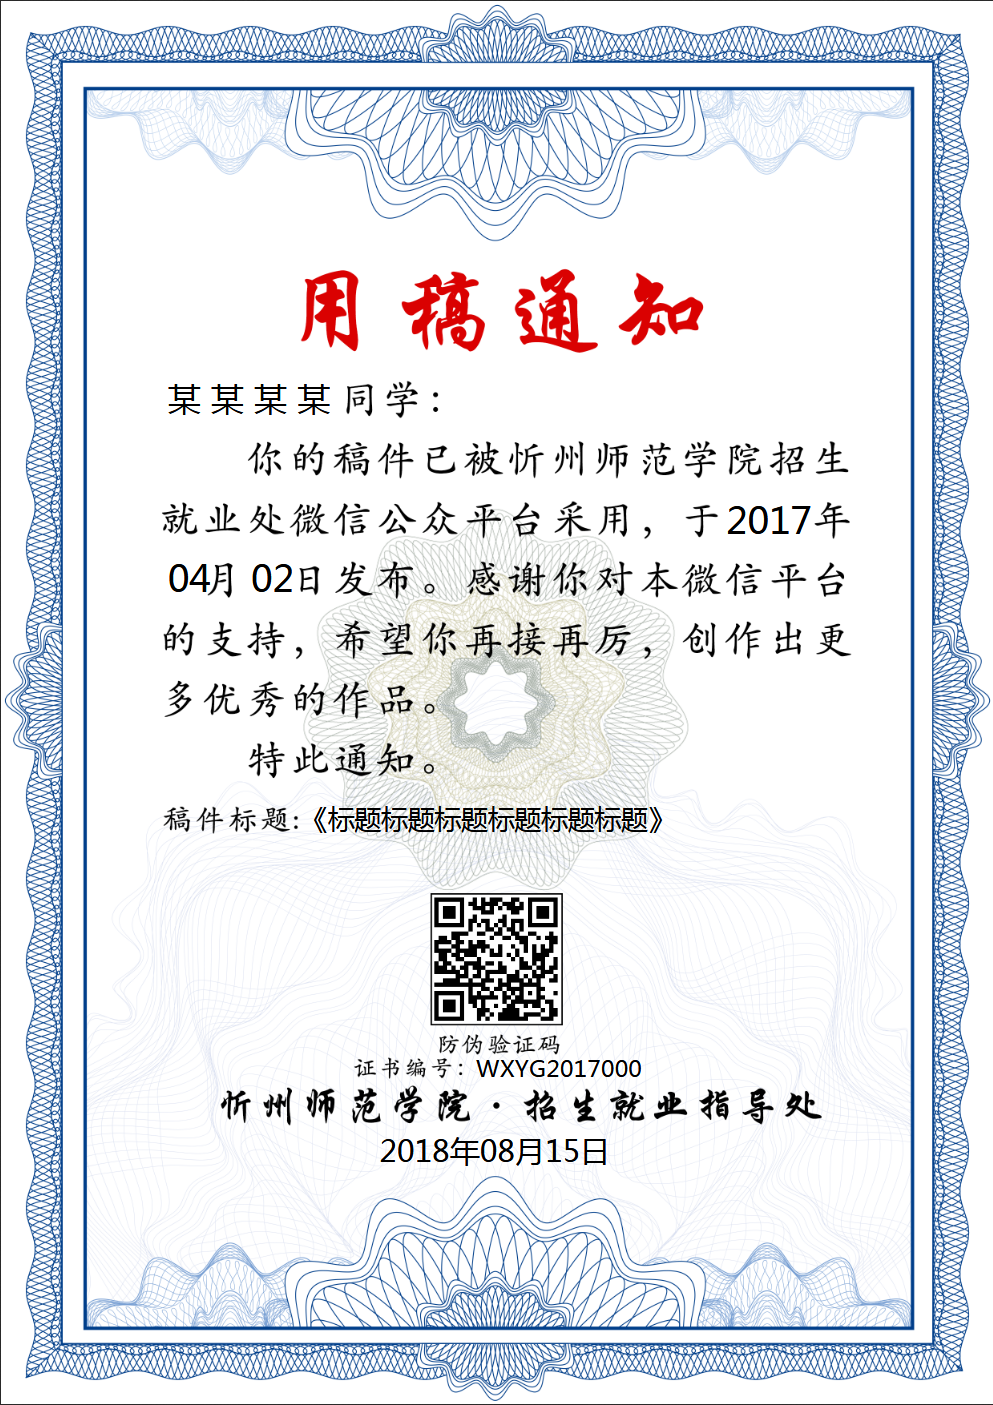 用稿通知
某某某某同学：
你的稿件已被忻州师范学院招生
就业处微信公众平台采用，于2017年
04月 02日发布。感谢你对本微信平台
的支持，希望你再接再厉，创作出更
多优秀的作品。
特此通知。
稿件标题:《标题标题标题标题标题标题》
防伪验证码
证书编号：WXYG2017000
忻州师范学院·招生就业指导处
2018年08月15日